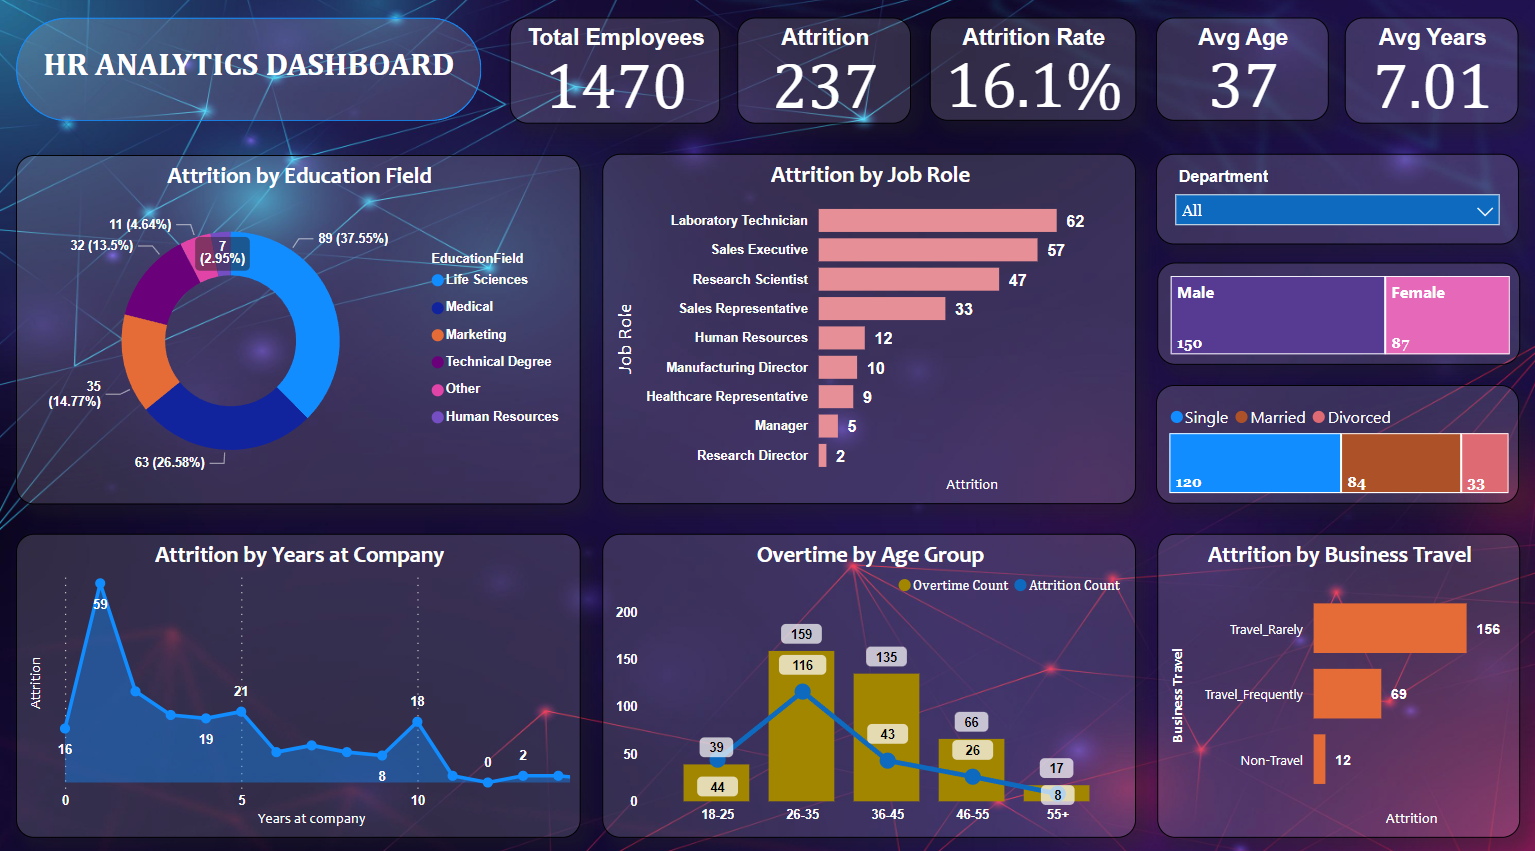 HR ANALYTICS DASHBOARD
Total Employees
1470
Attrition
237
Attrition Rate
16.1%
Avg Age
37
Avg Years
7.01
Attrition by Education Field
11 (4.64%)
32 (13.5%)
7
(2.95%)
89 (37.55%)
35
(14.77%)
63 (26.58%)
EducationField
Life Sciences
Medical
Marketing
Technical Degree
Other
Human Resources
Attrition by Job Role
Job Role
Laboratory Technician 62
Sales Executive 57
Research Scientist 47
Sales Representative 33
Human Resources 12
Manufacturing Director 10
Healthcare Representative 9
Manager 5
Research Director 2
Attrition
Department
All
Male
150
Female
87
Single Married Divorced
120 84 33
Attrition by Years at Company
Attrition
59
16
19
21
8
18
0
2
0 5 10
Years at company
Overtime by Age Group
Overtime Count Attrition Count
200
150
100
50
0
39
44
159
116
135
43
66
26
17
8
18-25 26-35 36-45 46-55 55+
Attrition by Business Travel
Business Travel
Travel_Rarely 156
Travel_Frequently 69
Non-Travel 12
Attrition